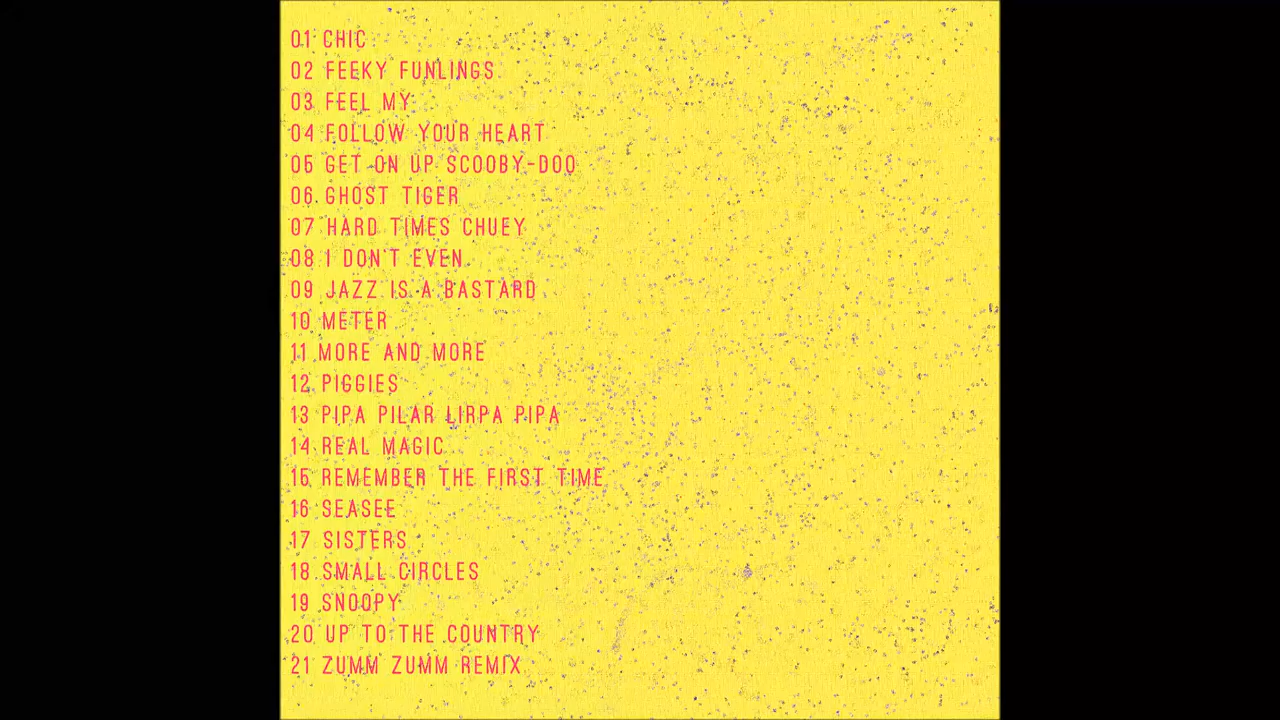 01 CHIC
02 FEEKY FUNLINGS
03 FEEL MY
04 FOLLOW YOUR HEART
05 GET ON UP SCOOBY-DOO
06 GHOST TIGER
07 HARD TIMES CHUEY
08 I DON'T EVEN
09 JAZZ IS A BASTARD
10 METER
11 MORE AND MORE
12 PIGGIES
13 PIPA PILAR LIRPA PIPA
14 REAL MAGIC
15 REMEMBER THE FIRST TIME
16 SEASEE
17 SISTERS
18 SMALL CIRCLES
19 SNOOPY
20 UP TO THE COUNTRY
21 ZUMM ZUMM REMIX